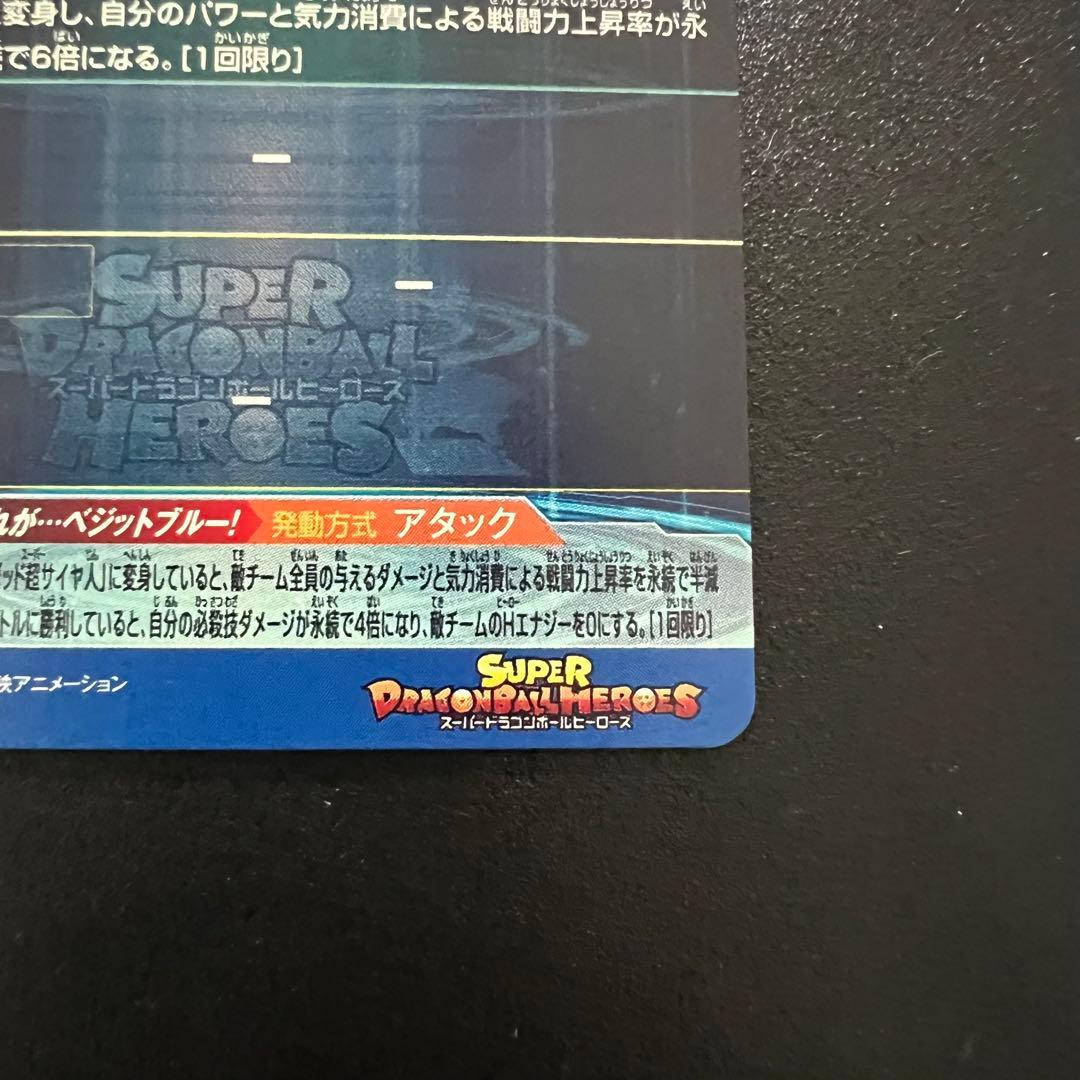 変身し、自分のパワーと気力消費による戦闘力上昇率が永
で6倍になる。[1回限り]
SUPER
DRAGONBALL
スーパードラゴンボールヒーローズ
HEROES
れが…ベジットブルー! 発動方式 アタック
ッド超サイヤ人」に変身していると、敵チーム全員の与えるダメージと気力消費による戦闘力上昇率を永続で半減
トルに勝利していると、自分の必殺技ダメージが永続で4倍になり、敵チームのHエナジーを0にする。[1回限り]
映アニメーション
SUPER
DRAGONBALL HEROES
スーパードラゴンボールヒーローズ